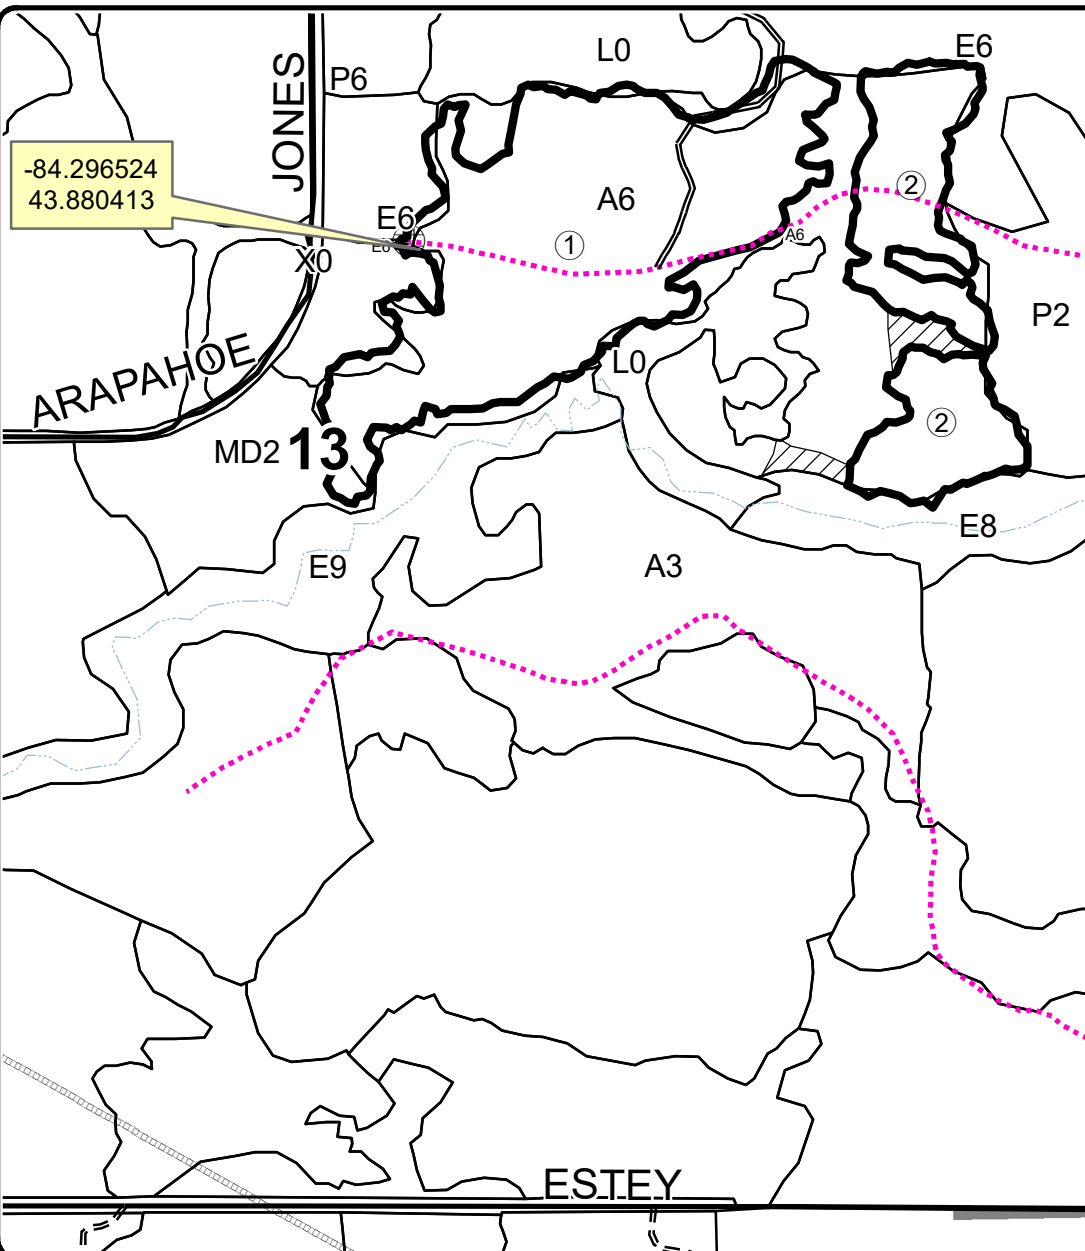 L0
E6
JONES
P6
-84.296524
43.880413
②
A6
E6
①
E6
A6
X0
P2
L0
ARAPAHOE
②
MD2
13
E8
E9
A3
ESTEY